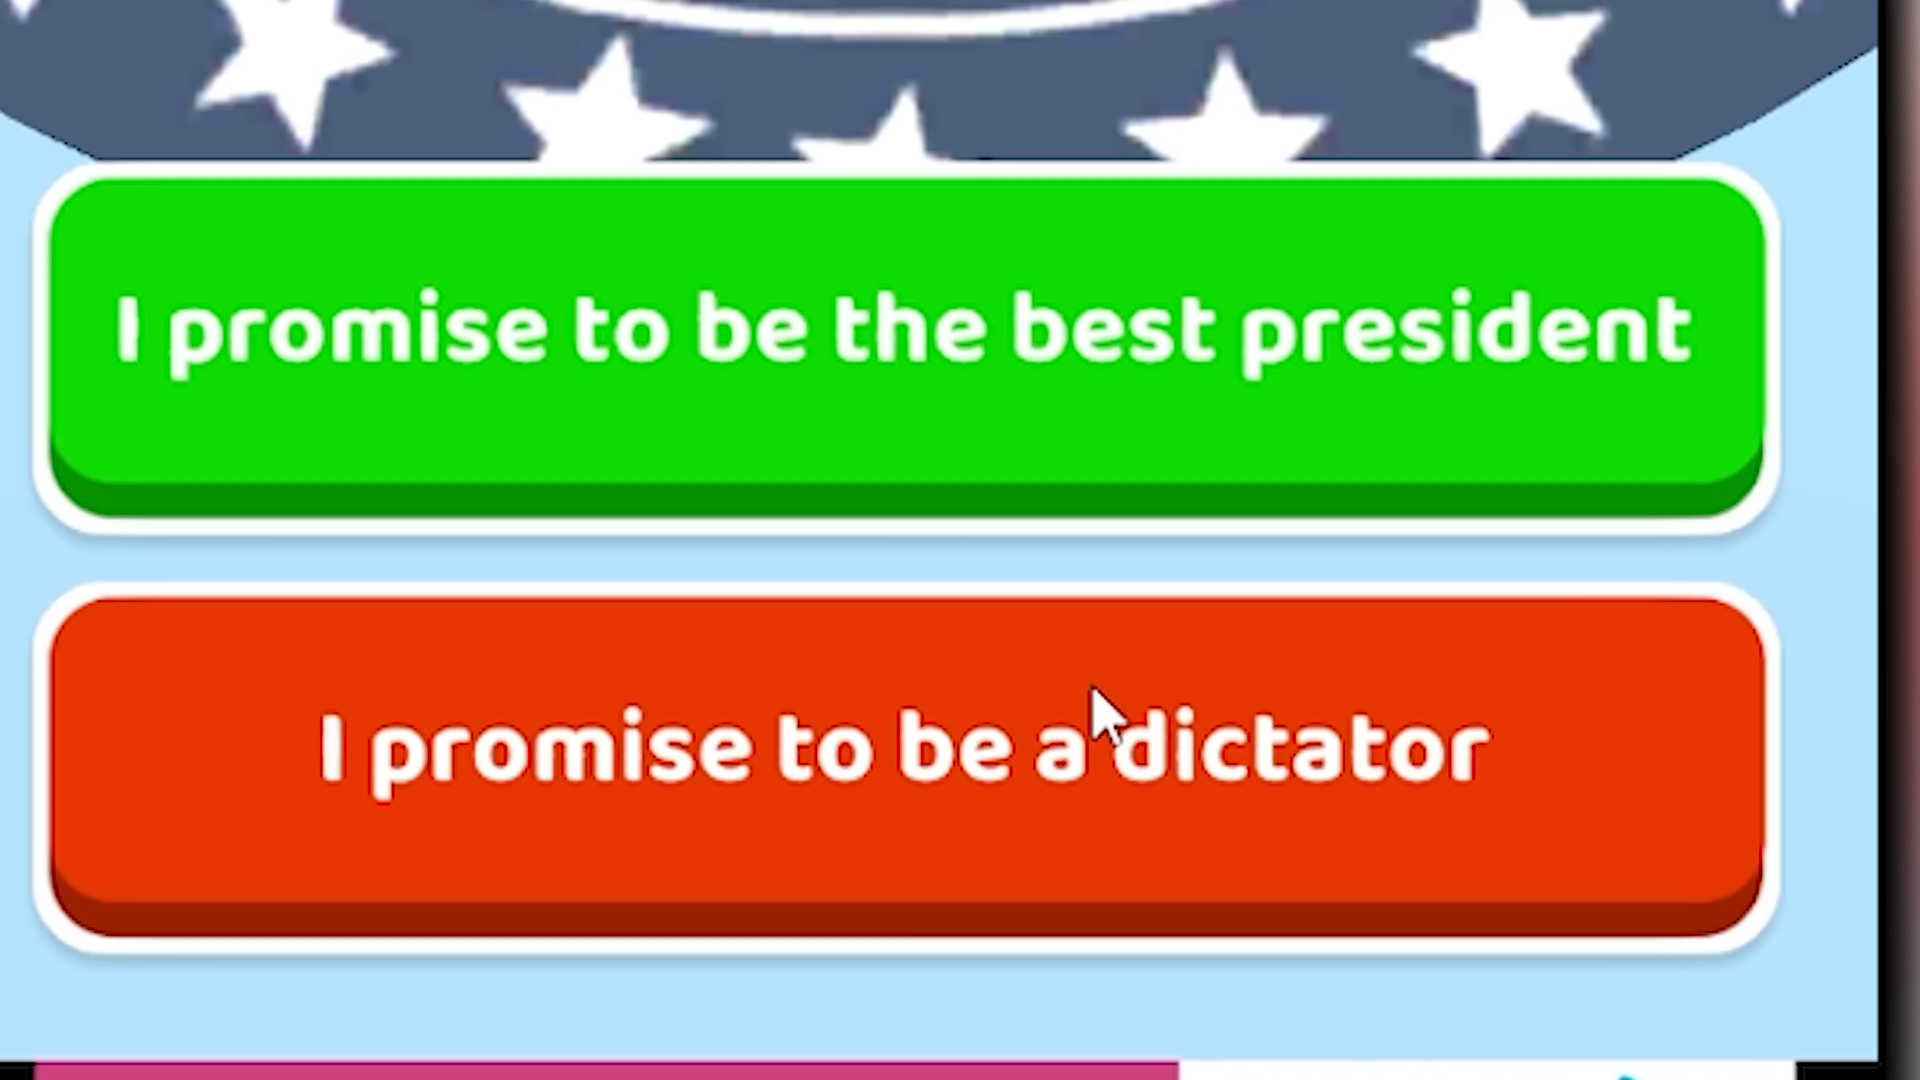 I promise to be the best president
I promise to be a dictator